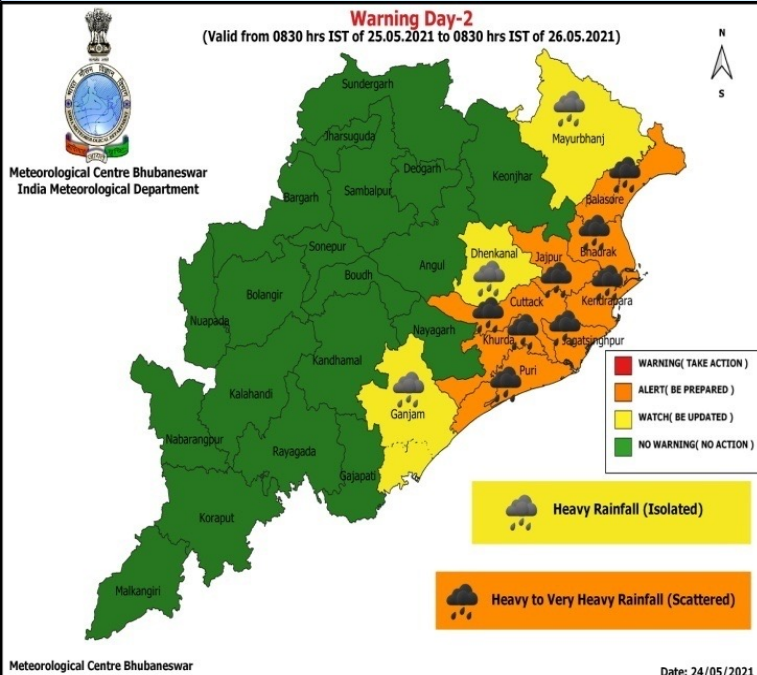 Warning Day-2
(Valid from 0830 hrs IST of 25.05.2021 to 0830 hrs IST of 26.05.2021)
N
S
Meteorological Centre Bhubaneswar
India Meteorological Department
Sundergarh
Mayurbhanj
Jharsuguda
Deogarh
Keonjhar
Bargarh
Sambalpur
Balasore
Sonepur
Bhadrak
Dhenkanal
Jajpur
Angul
Boudh
Bolangir
Nuapada
Cuttack
Kendrapara
Nayagarh
Khurda
Jagatsinghpur
Kandhamal
Puri
Kalahandi
Ganjam
Nabarangpur
Rayagada
Gajapati
Koraput
Malkangiri
WARNING( TAKE ACTION )
ALERT( BE PREPARED )
WATCH( BE UPDATED )
NO WARNING( NO ACTION )
Heavy Rainfall (Isolated)
Heavy to Very Heavy Rainfall (Scattered)
Meteorological Centre Bhubaneswar
Date: 24/05/2021